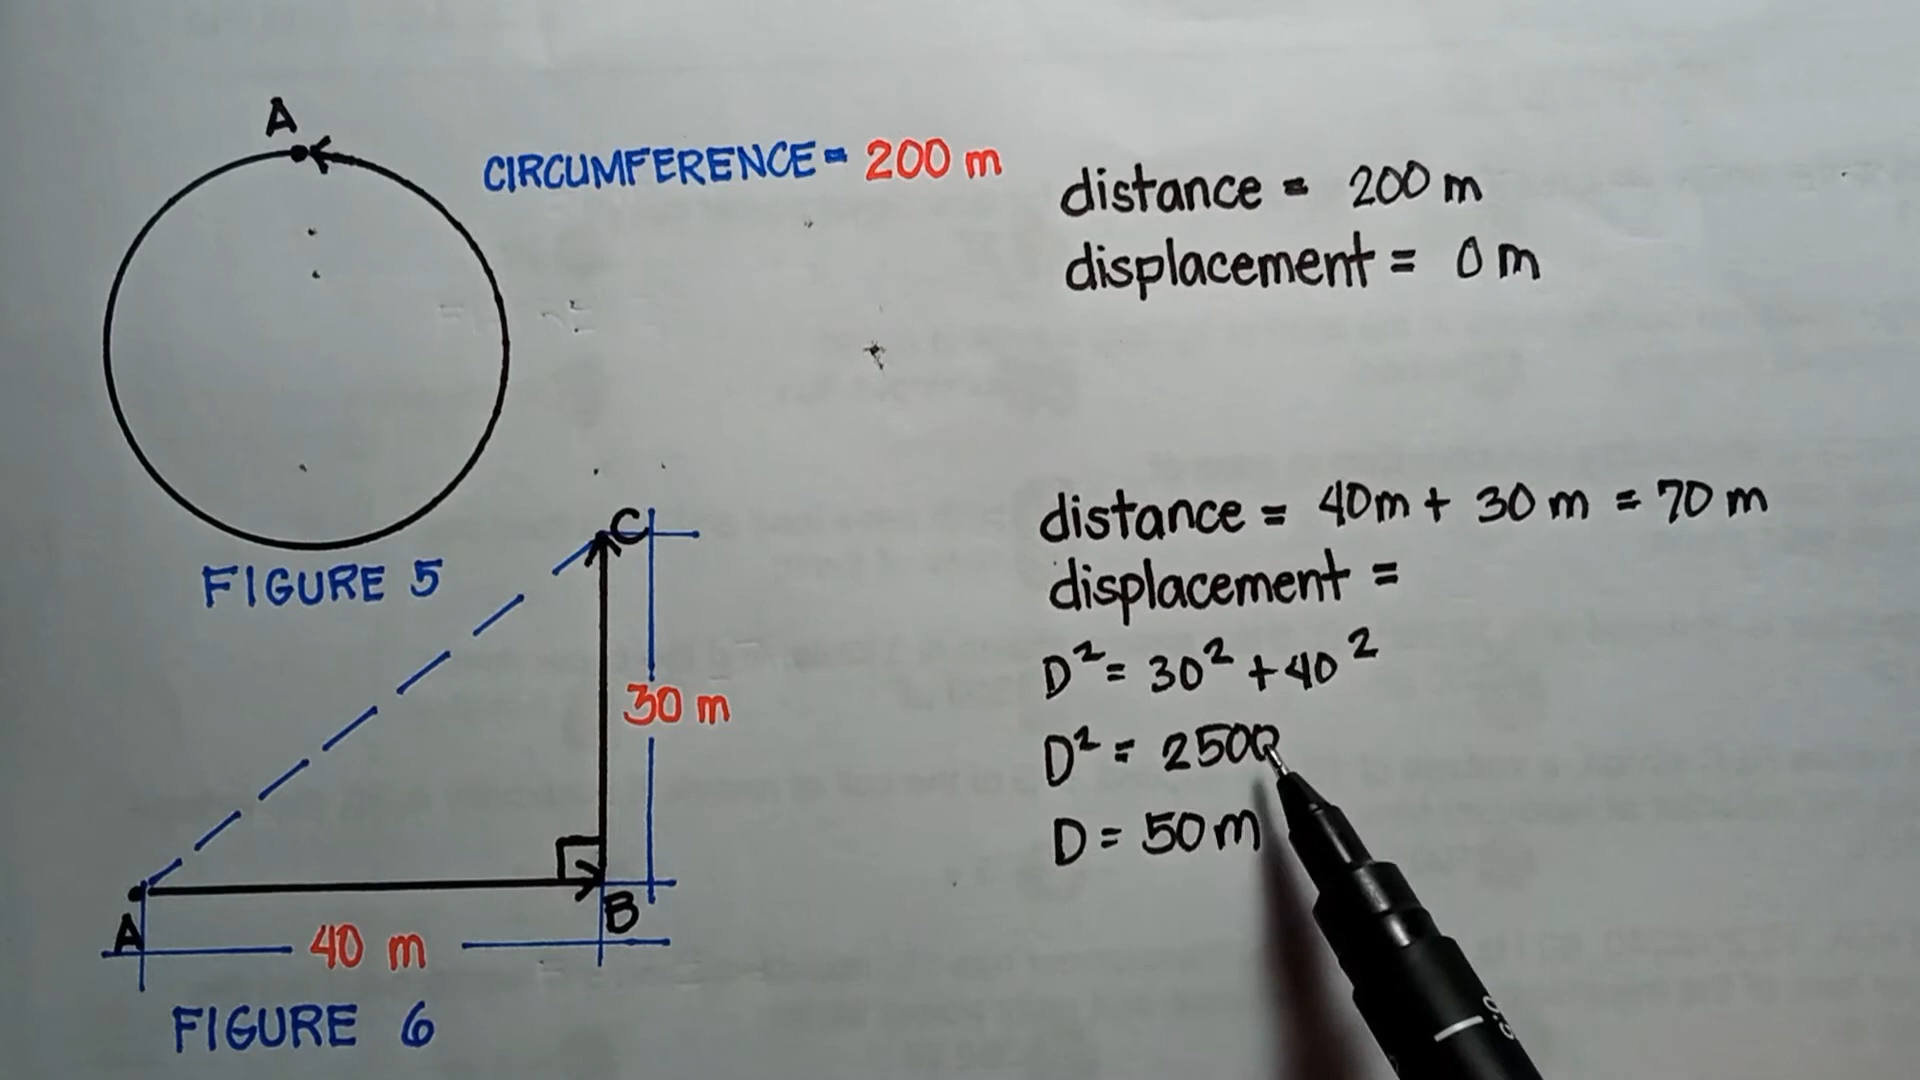 A
CIRCUMFERENCE = 200 m
distance = 200 m
displacement = 0 m
FIGURE 5
C
30 m
A
B
40 m
FIGURE 6
distance = 40m + 30 m = 70 m
displacement =
D² = 30² + 40²
D² = 2500
D = 50 m